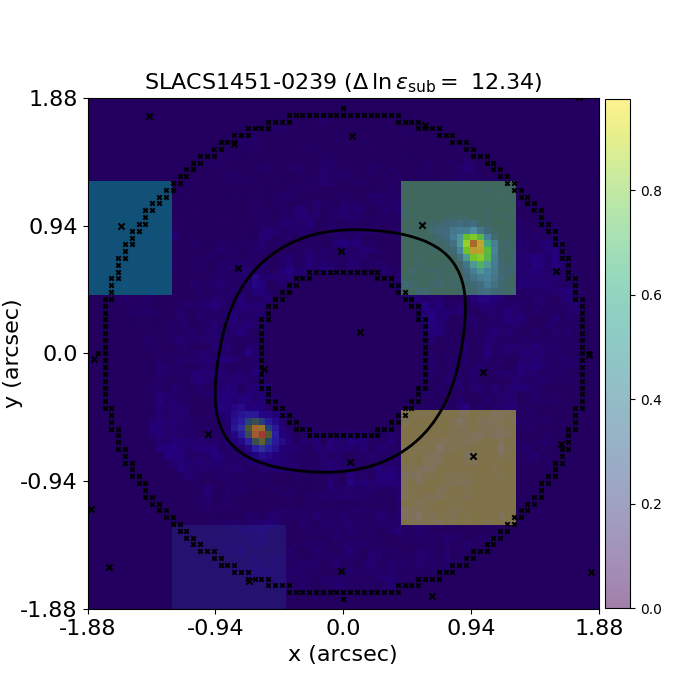 SLACS1451-0239 (Δ ln ε_sub = 12.34)
1.88
0.94
0.0
-0.94
-1.88
y (arcsec)
-1.88 -0.94 0.0 0.94 1.88
x (arcsec)
0.8
0.6
0.4
0.2
0.0